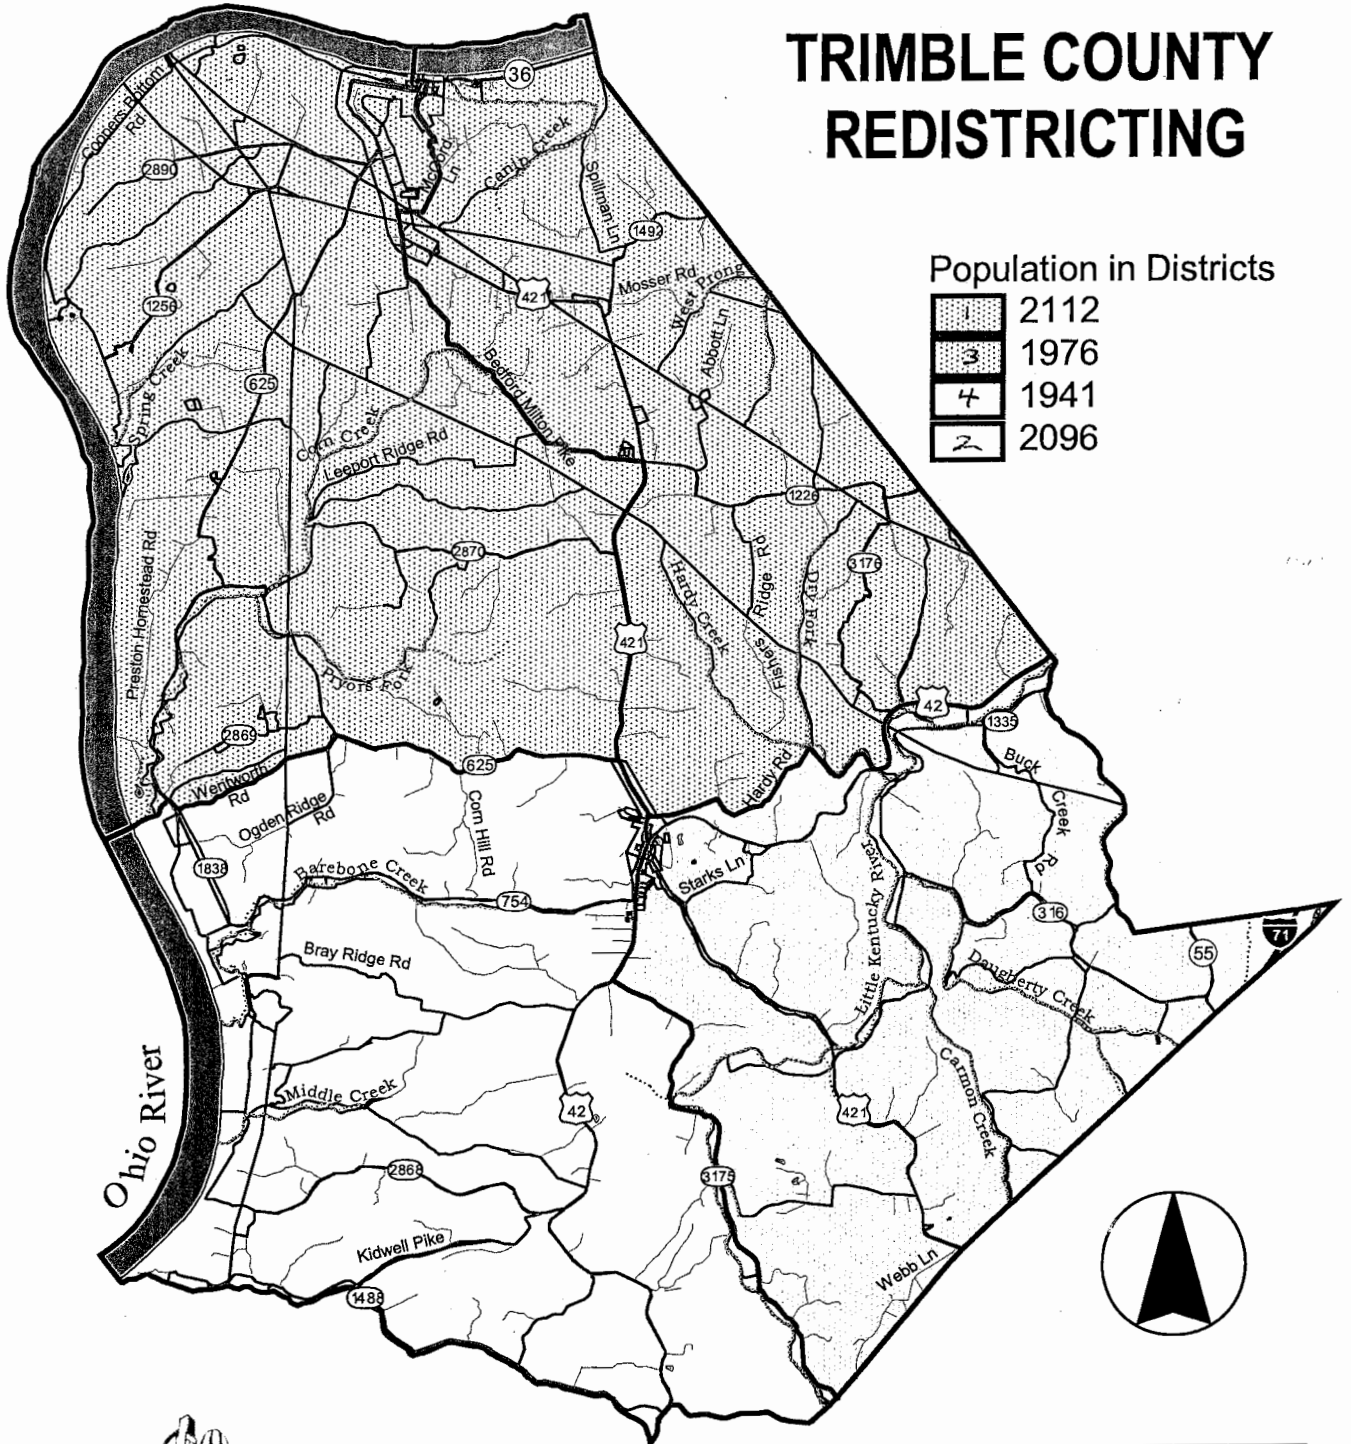 TRIMBLE COUNTY
REDISTRICTING
Population in Districts
1 2112
3 1976
4 1941
2 2096
36
Coopers Bottom
Rd
2890
McCord
Ln
Canip Creek
Spillman Ln
1492
Mosser Rd
West Prong
421
1256
Abbott Ln
Spring Creek
625
Bedford Milton Pike
Corn Creek
Leeport Ridge Rd
1226
2870
3176
Preston Homestead Rd
Hardy Creek
Fishers Ridge Rd
Dry Fork
421
Pryors Fork
42
1335
2869
Buck Creek Rd
625
Wentworth
Rd
Hardy Rd
Ogden Ridge
Rd
Corn Hill Rd
1838
Barebone Creek
Starks Ln
754
Little Kentucky River
316
71
55
Bray Ridge Rd
Daugherty Creek
Ohio River
Carmon Creek
Middle Creek
42
421
2868
3175
Kidwell Pike
Webb Ln
1488